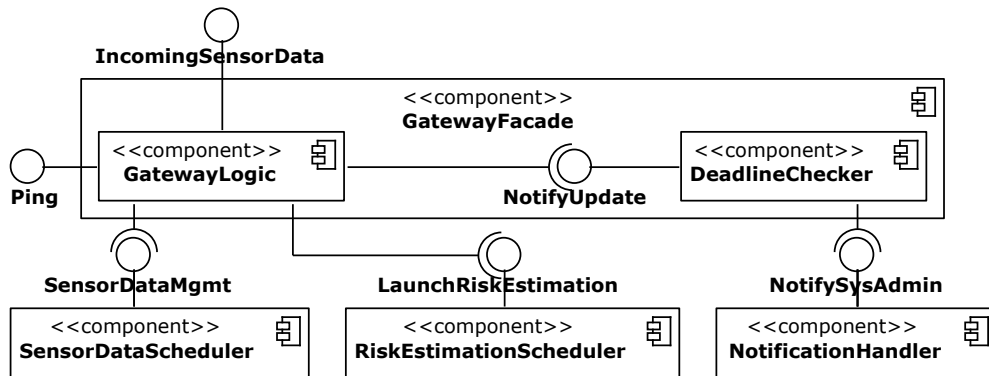 IncomingSensorData
<<component>>
GatewayFacade
<<component>>
GatewayLogic
<<component>>
DeadlineChecker
Ping
NotifyUpdate
SensorDataMgmt
LaunchRiskEstimation
NotifySysAdmin
<<component>>
SensorDataScheduler
<<component>>
RiskEstimationScheduler
<<component>>
NotificationHandler